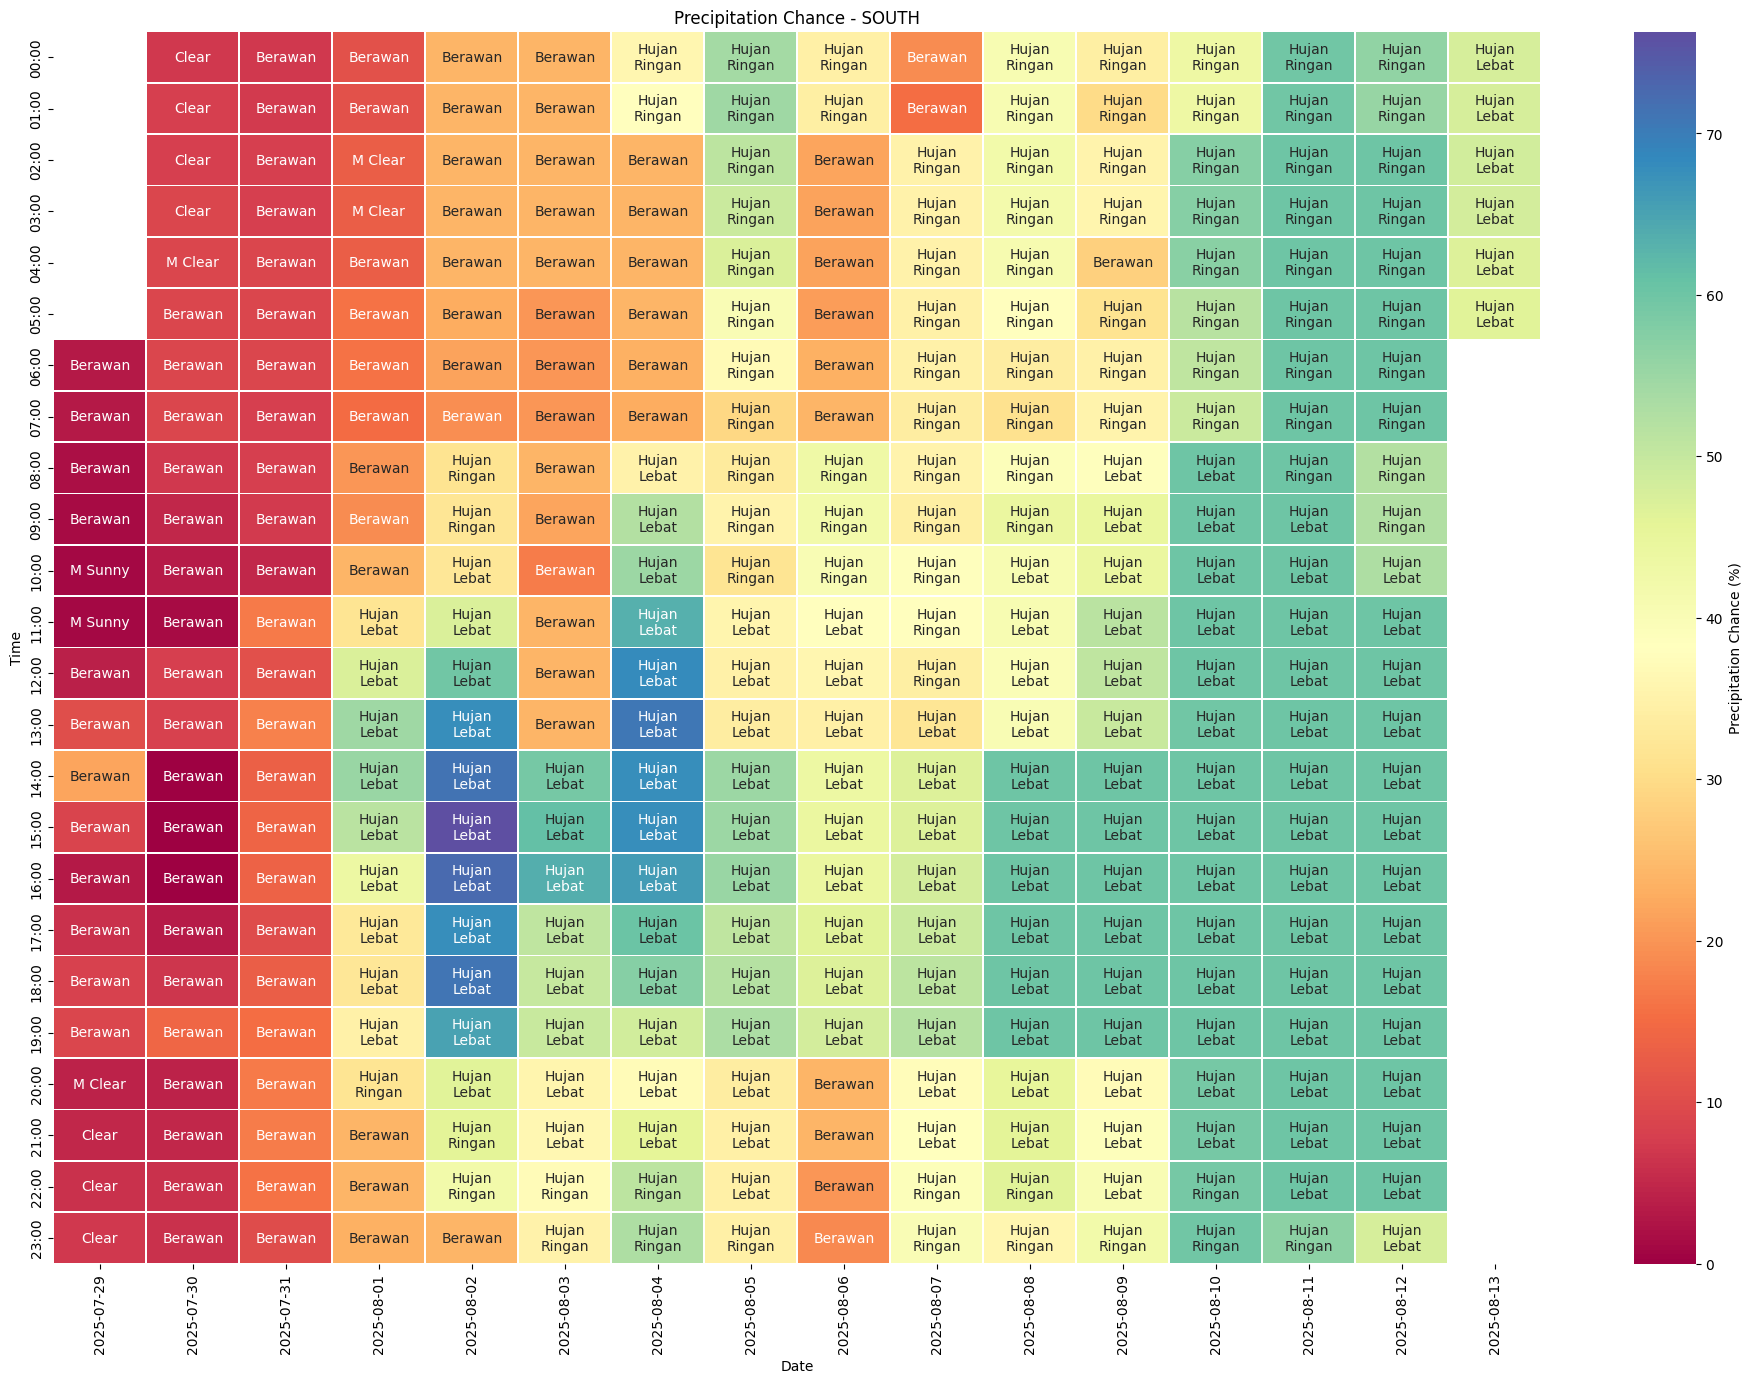 Precipitation Chance - SOUTH
00:00 Clear Berawan Berawan Berawan Berawan Hujan Ringan Hujan Ringan Hujan Ringan Berawan Hujan Ringan Hujan Ringan Hujan Ringan Hujan Ringan Hujan Ringan Hujan Lebat
01:00 Clear Berawan Berawan Berawan Berawan Hujan Ringan Hujan Ringan Hujan Ringan Berawan Hujan Ringan Hujan Ringan Hujan Ringan Hujan Ringan Hujan Ringan Hujan Lebat
02:00 Clear Berawan M Clear Berawan Berawan Berawan Hujan Ringan Berawan Hujan Ringan Hujan Ringan Hujan Ringan Hujan Ringan Hujan Ringan Hujan Ringan Hujan Lebat
03:00 Clear Berawan M Clear Berawan Berawan Berawan Hujan Ringan Berawan Hujan Ringan Hujan Ringan Hujan Ringan Hujan Ringan Hujan Ringan Hujan Ringan Hujan Lebat
04:00 M Clear Berawan Berawan Berawan Berawan Berawan Hujan Ringan Berawan Hujan Ringan Hujan Ringan Berawan Hujan Ringan Hujan Ringan Hujan Ringan Hujan Lebat
05:00 Berawan Berawan Berawan Berawan Berawan Berawan Hujan Ringan Berawan Hujan Ringan Hujan Ringan Hujan Ringan Hujan Ringan Hujan Ringan Hujan Ringan Hujan Lebat
06:00 Berawan Berawan Berawan Berawan Berawan Berawan Berawan Hujan Ringan Berawan Hujan Ringan Hujan Ringan Hujan Ringan Hujan Ringan Hujan Ringan Hujan Ringan
07:00 Berawan Berawan Berawan Berawan Berawan Berawan Berawan Hujan Ringan Berawan Hujan Ringan Hujan Ringan Hujan Ringan Hujan Ringan Hujan Ringan Hujan Ringan
08:00 Berawan Berawan Berawan Berawan Hujan Ringan Berawan Hujan Lebat Hujan Ringan Hujan Ringan Hujan Ringan Hujan Ringan Hujan Lebat Hujan Lebat Hujan Ringan Hujan Ringan
09:00 Berawan Berawan Berawan Berawan Hujan Ringan Berawan Hujan Lebat Hujan Ringan Hujan Ringan Hujan Ringan Hujan Ringan Hujan Lebat Hujan Lebat Hujan Lebat Hujan Ringan
10:00 M Sunny Berawan Berawan Berawan Hujan Lebat Berawan Hujan Lebat Hujan Ringan Hujan Ringan Hujan Ringan Hujan Lebat Hujan Lebat Hujan Lebat Hujan Lebat Hujan Lebat
11:00 M Sunny Berawan Berawan Hujan Lebat Hujan Lebat Berawan Hujan Lebat Hujan Lebat Hujan Lebat Hujan Ringan Hujan Lebat Hujan Lebat Hujan Lebat Hujan Lebat Hujan Lebat
12:00 Berawan Berawan Berawan Hujan Lebat Hujan Lebat Berawan Hujan Lebat Hujan Lebat Hujan Lebat Hujan Ringan Hujan Lebat Hujan Lebat Hujan Lebat Hujan Lebat Hujan Lebat
13:00 Berawan Berawan Berawan Hujan Lebat Hujan Lebat Berawan Hujan Lebat Hujan Lebat Hujan Lebat Hujan Lebat Hujan Lebat Hujan Lebat Hujan Lebat Hujan Lebat Hujan Lebat
14:00 Berawan Berawan Berawan Hujan Lebat Hujan Lebat Hujan Lebat Hujan Lebat Hujan Lebat Hujan Lebat Hujan Lebat Hujan Lebat Hujan Lebat Hujan Lebat Hujan Lebat Hujan Lebat
15:00 Berawan Berawan Berawan Hujan Lebat Hujan Lebat Hujan Lebat Hujan Lebat Hujan Lebat Hujan Lebat Hujan Lebat Hujan Lebat Hujan Lebat Hujan Lebat Hujan Lebat Hujan Lebat
16:00 Berawan Berawan Berawan Hujan Lebat Hujan Lebat Hujan Lebat Hujan Lebat Hujan Lebat Hujan Lebat Hujan Lebat Hujan Lebat Hujan Lebat Hujan Lebat Hujan Lebat Hujan Lebat
17:00 Berawan Berawan Berawan Hujan Lebat Hujan Lebat Hujan Lebat Hujan Lebat Hujan Lebat Hujan Lebat Hujan Lebat Hujan Lebat Hujan Lebat Hujan Lebat Hujan Lebat Hujan Lebat
18:00 Berawan Berawan Berawan Hujan Lebat Hujan Lebat Hujan Lebat Hujan Lebat Hujan Lebat Hujan Lebat Hujan Lebat Hujan Lebat Hujan Lebat Hujan Lebat Hujan Lebat Hujan Lebat
19:00 Berawan Berawan Berawan Hujan Lebat Hujan Lebat Hujan Lebat Hujan Lebat Hujan Lebat Hujan Lebat Hujan Lebat Hujan Lebat Hujan Lebat Hujan Lebat Hujan Lebat Hujan Lebat
20:00 M Clear Berawan Berawan Hujan Ringan Hujan Lebat Hujan Lebat Hujan Lebat Hujan Lebat Berawan Hujan Lebat Hujan Lebat Hujan Lebat Hujan Lebat Hujan Lebat Hujan Lebat
21:00 Clear Berawan Berawan Berawan Hujan Ringan Hujan Lebat Hujan Lebat Hujan Lebat Berawan Hujan Lebat Hujan Lebat Hujan Lebat Hujan Lebat Hujan Lebat Hujan Lebat
22:00 Clear Berawan Berawan Berawan Hujan Ringan Hujan Ringan Hujan Ringan Hujan Lebat Berawan Hujan Ringan Hujan Ringan Hujan Lebat Hujan Ringan Hujan Lebat Hujan Lebat
23:00 Clear Berawan Berawan Berawan Berawan Hujan Ringan Hujan Ringan Hujan Ringan Berawan Hujan Ringan Hujan Ringan Hujan Ringan Hujan Ringan Hujan Ringan Hujan Lebat
2025-07-29 2025-07-30 2025-07-31 2025-08-01 2025-08-02 2025-08-03 2025-08-04 2025-08-05 2025-08-06 2025-08-07 2025-08-08 2025-08-09 2025-08-10 2025-08-11 2025-08-12 2025-08-13
Date
Time
70
60
50
40
30
20
10
0
Precipitation Chance (%)